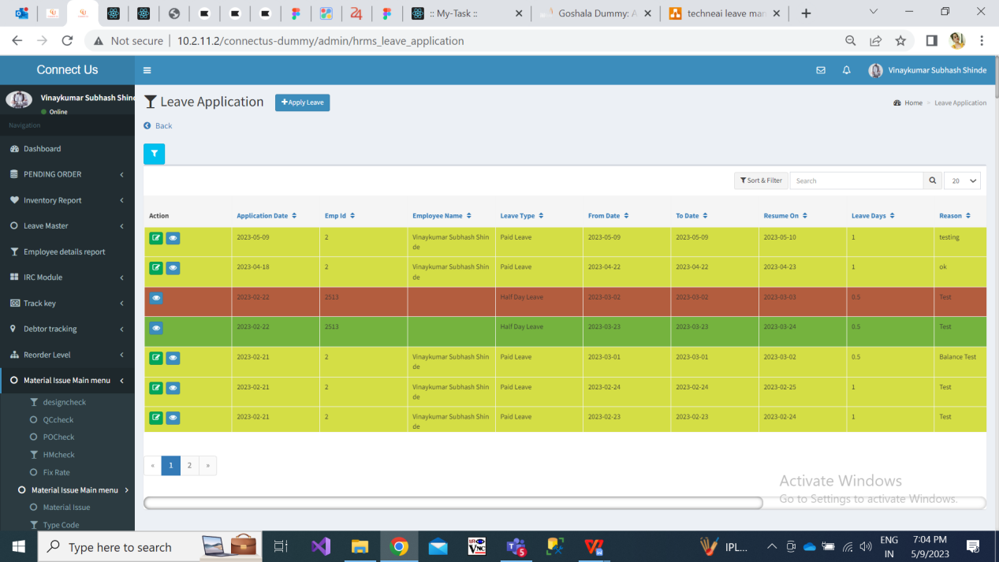 :: My-Task ::
Goshala Dummy: A
techneai leave man
Not secure
10.2.11.2/connectus-dummy/admin/hrms_leave_application
Connect Us
Vinaykumar Subhash Shinde
Vinaykumar Subhash Shin
Online
Navigation
Dashboard
PENDING ORDER
Inventory Report
Leave Master
Employee details report
IRC Module
Track key
Debtor tracking
Reorder Level
Material Issue Main menu
designcheck
QCcheck
POCheck
HMcheck
Fix Rate
Material Issue Main menu
Material Issue
Type Code
Leave Application
+Apply Leave
Home > Leave Application
Back
Sort & Filter
Search
20
Action Application Date Emp Id Employee Name Leave Type From Date To Date Resume On Leave Days Reason
2023-05-09 2 Vinaykumar Subhash Shin Paid Leave 2023-05-09 2023-05-09 2023-05-10 1 testing
de
2023-04-18 2 Vinaykumar Subhash Shin Paid Leave 2023-04-22 2023-04-22 2023-04-23 1 ok
de
2023-02-22 2513 Half Day Leave 2023-03-02 2023-03-02 2023-03-03 0.5 Test
2023-02-22 2513 Half Day Leave 2023-03-23 2023-03-23 2023-03-24 0.5 Test
2023-02-21 2 Vinaykumar Subhash Shin Paid Leave 2023-03-01 2023-03-01 2023-03-02 0.5 Balance Test
de
2023-02-21 2 Vinaykumar Subhash Shin Paid Leave 2023-02-24 2023-02-24 2023-02-25 1 Test
de
2023-02-21 2 Vinaykumar Subhash Shin Paid Leave 2023-02-23 2023-02-23 2023-02-24 1 Test
de
« 1 2 »
Activate Windows
Go to Settings to activate Windows.
Type here to search
IPL...
ENG
IN
7:04 PM
5/9/2023